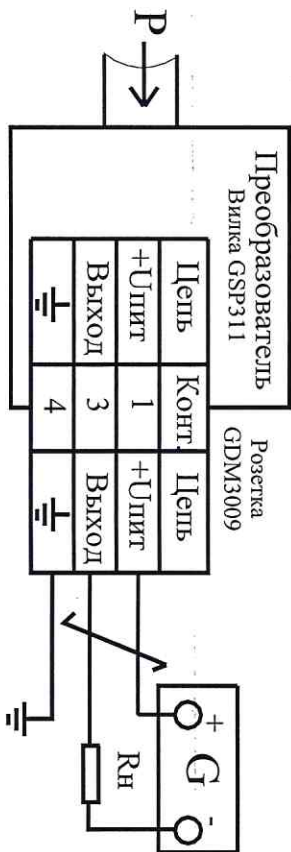 P
Преобразователь
Вилка GSP311
Розетка
GDM3009
Цепь Конт. Цепь
+Uпит 1 +Uпит
Выход 3 Выход
4
+ G -
Rн